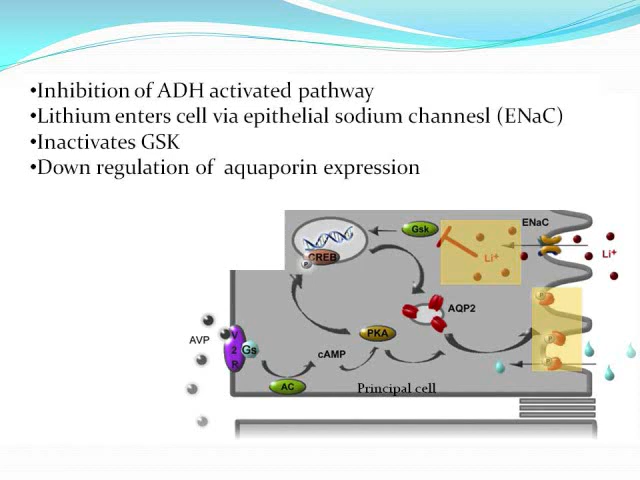 •Inhibition of ADH activated pathway
•Lithium enters cell via epithelial sodium channesl (ENaC)
•Inactivates GSK
•Down regulation of aquaporin expression
ENaC
Gsk
Li⁺
Li⁺
CREB
P
AQP2
P
AVP
V2R
Gs
PKA
cAMP
P
AC
P
Principal cell